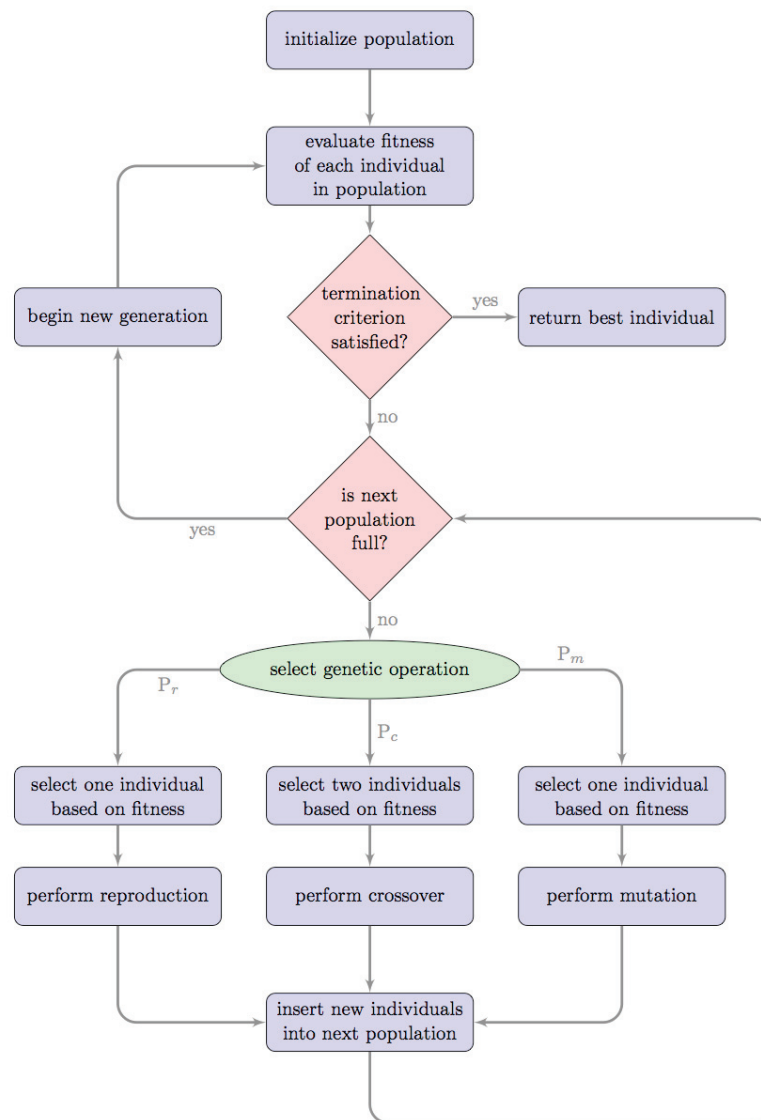 initialize population
evaluate fitness
of each individual
in population
begin new generation
termination
criterion
satisfied?
yes
return best individual
no
is next
population
full?
yes
no
select genetic operation
P_r
P_c
P_m
select one individual
based on fitness
select two individuals
based on fitness
select one individual
based on fitness
perform reproduction
perform crossover
perform mutation
insert new individuals
into next population